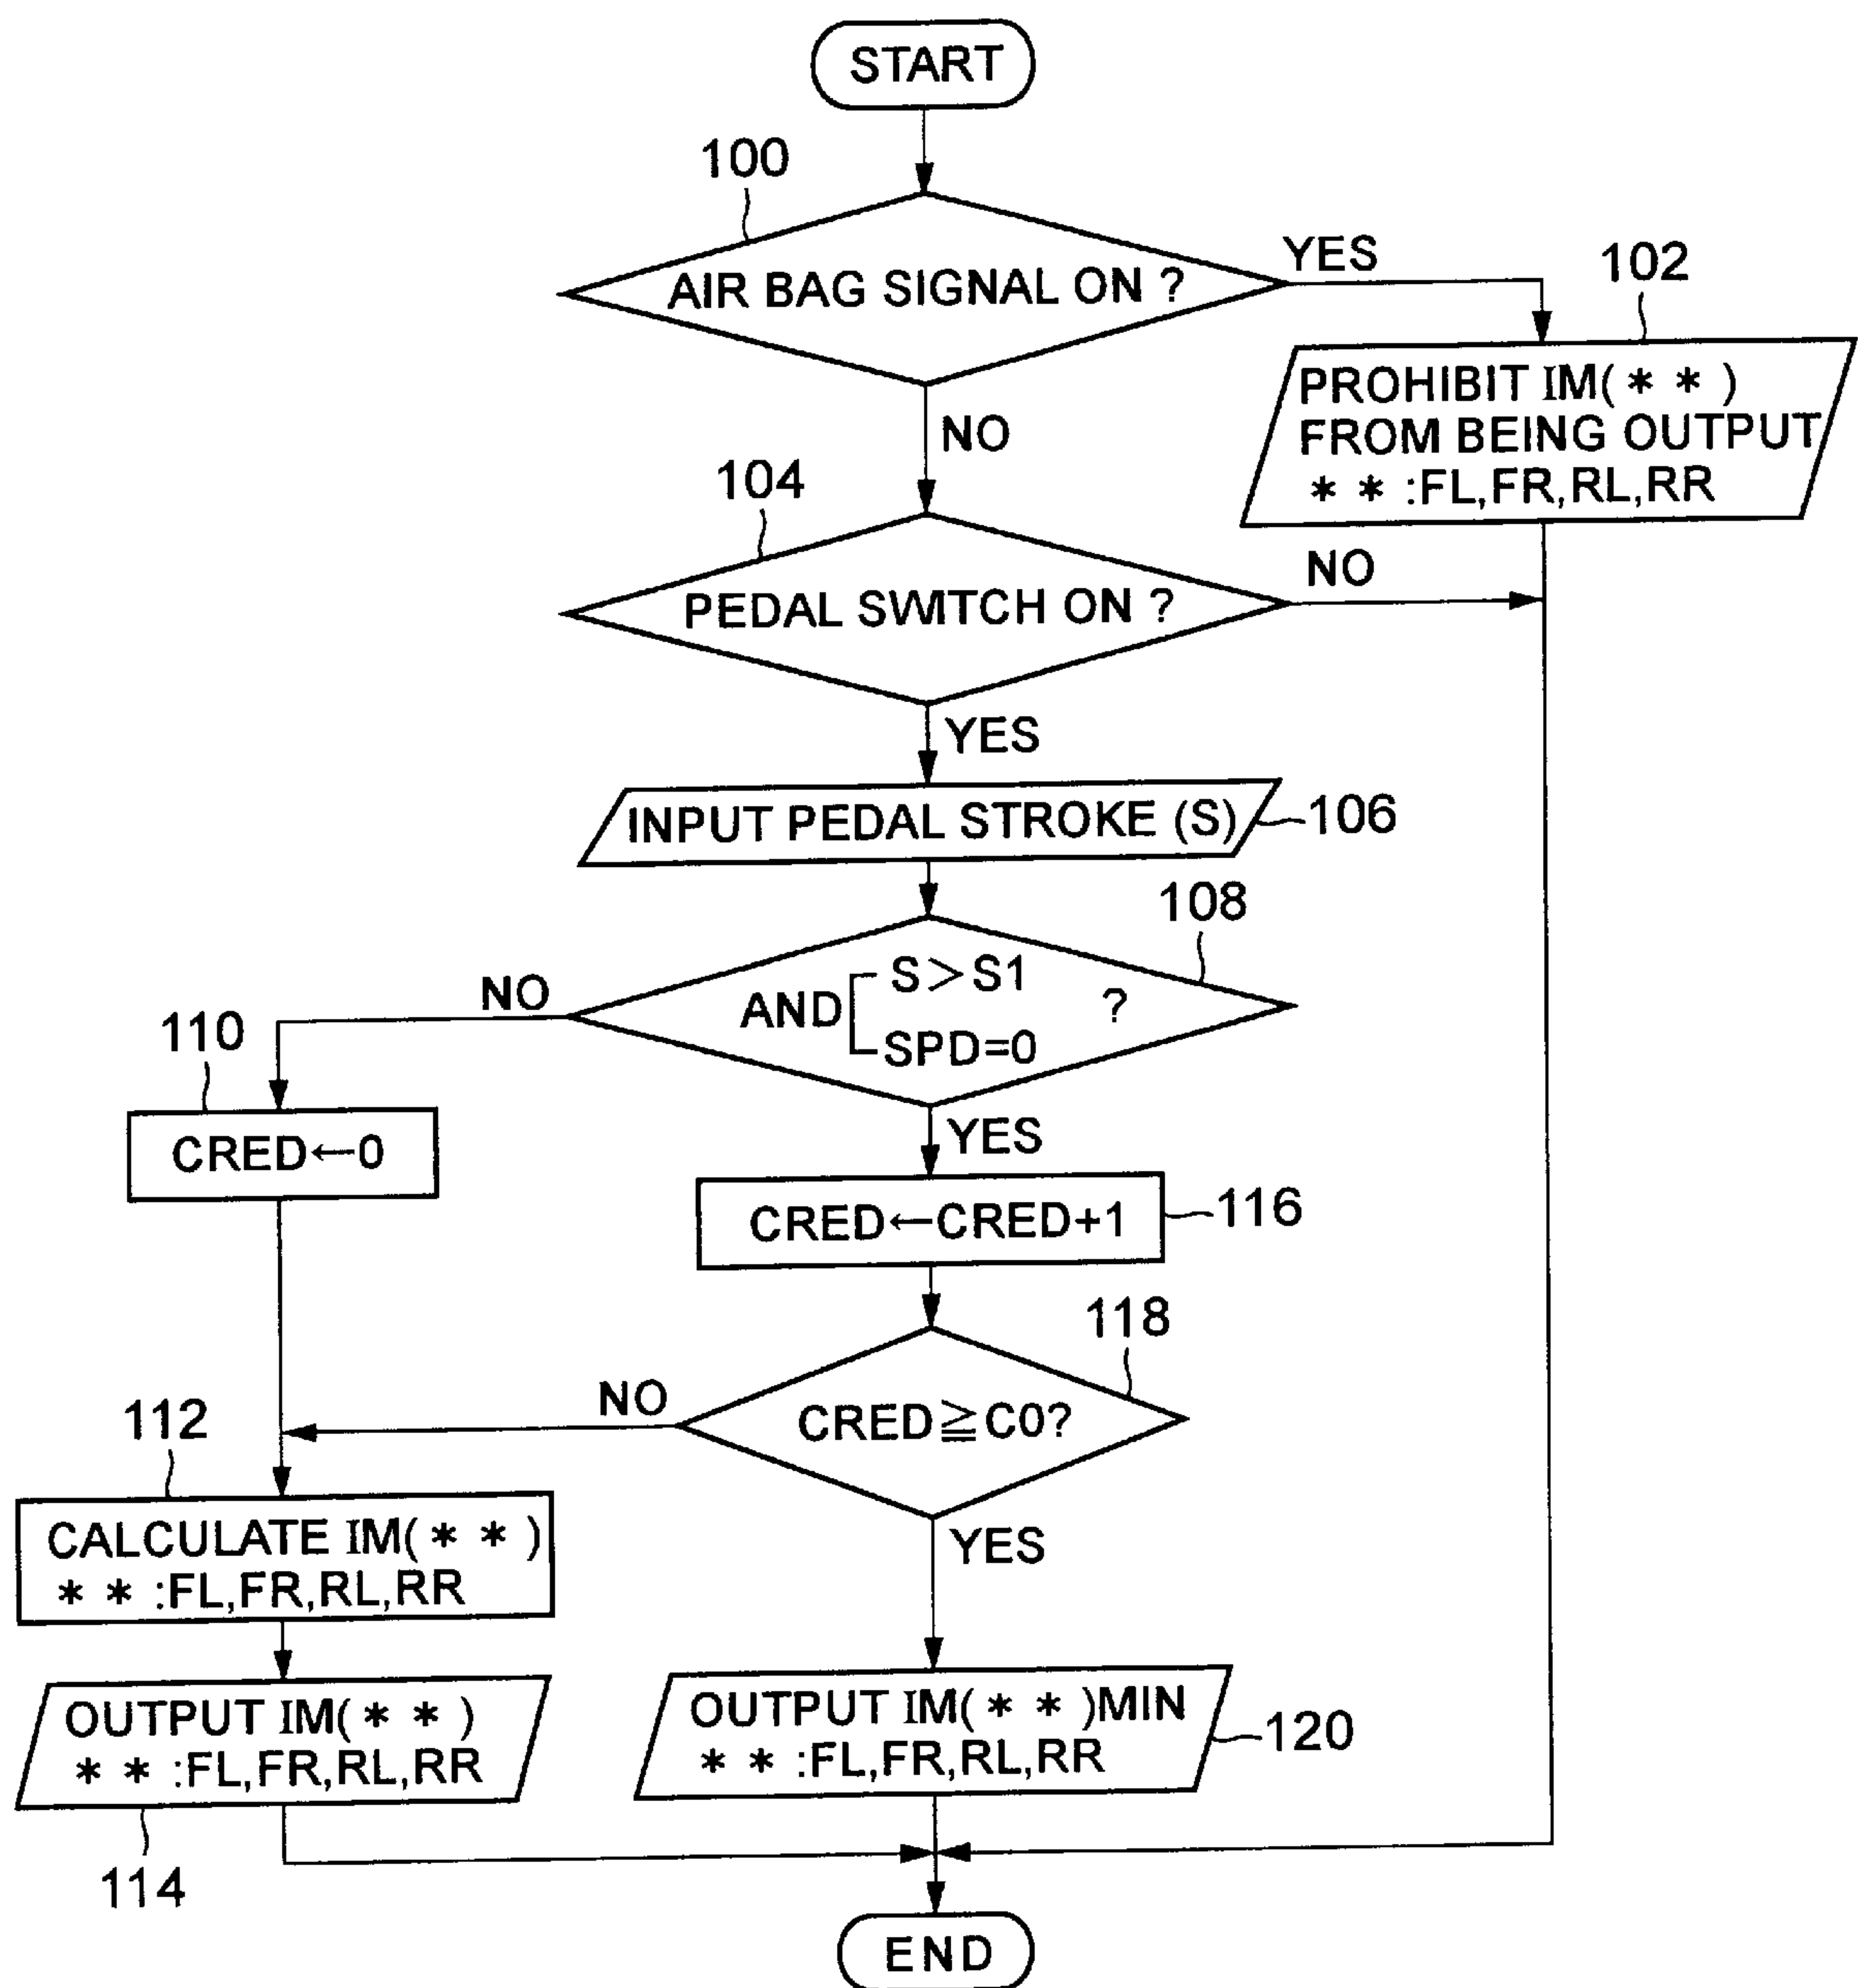 START
100
AIR BAG SIGNAL ON ?
YES
102
PROHIBIT IM( * * )
FROM BEING OUTPUT
* * :FL,FR,RL,RR
NO
104
PEDAL SWITCH ON ?
NO
YES
INPUT PEDAL STROKE (S)
106
108
AND S>S1
SPD=0
?
NO
110
CRED←0
YES
CRED←CRED+1
116
118
CRED≧C0?
NO
112
CALCULATE IM( * * )
* * :FL,FR,RL,RR
YES
OUTPUT IM( * * )
* * :FL,FR,RL,RR
114
OUTPUT IM( * * )MIN
* * :FL,FR,RL,RR
120
END